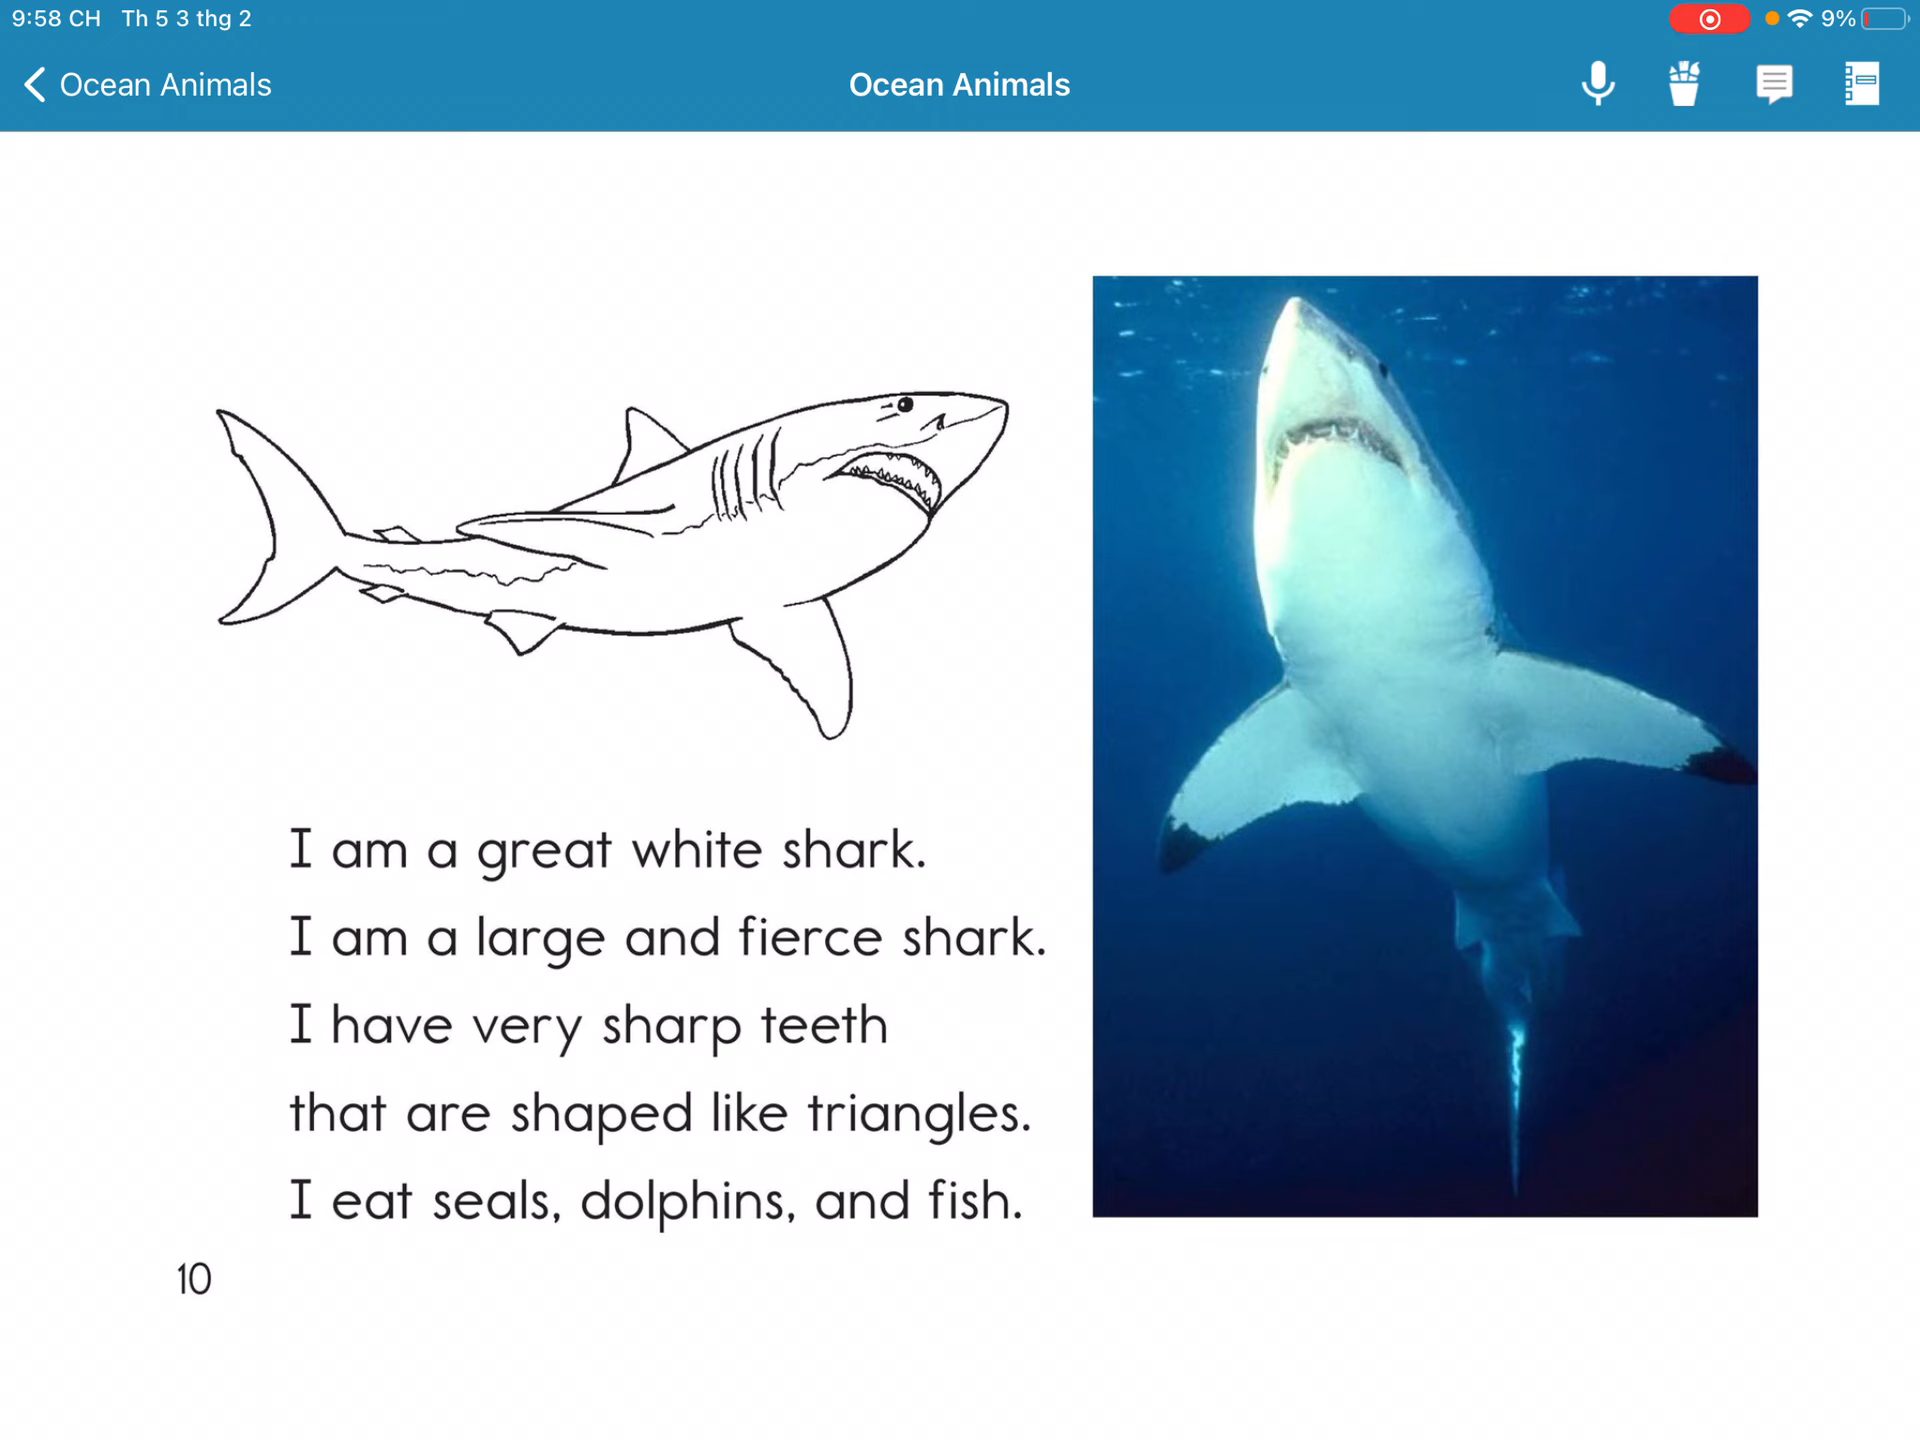 9:58 CH Th 5 3 thg 2
9%
Ocean Animals
Ocean Animals
I am a great white shark.
I am a large and fierce shark.
I have very sharp teeth
that are shaped like triangles.
I eat seals, dolphins, and fish.
10